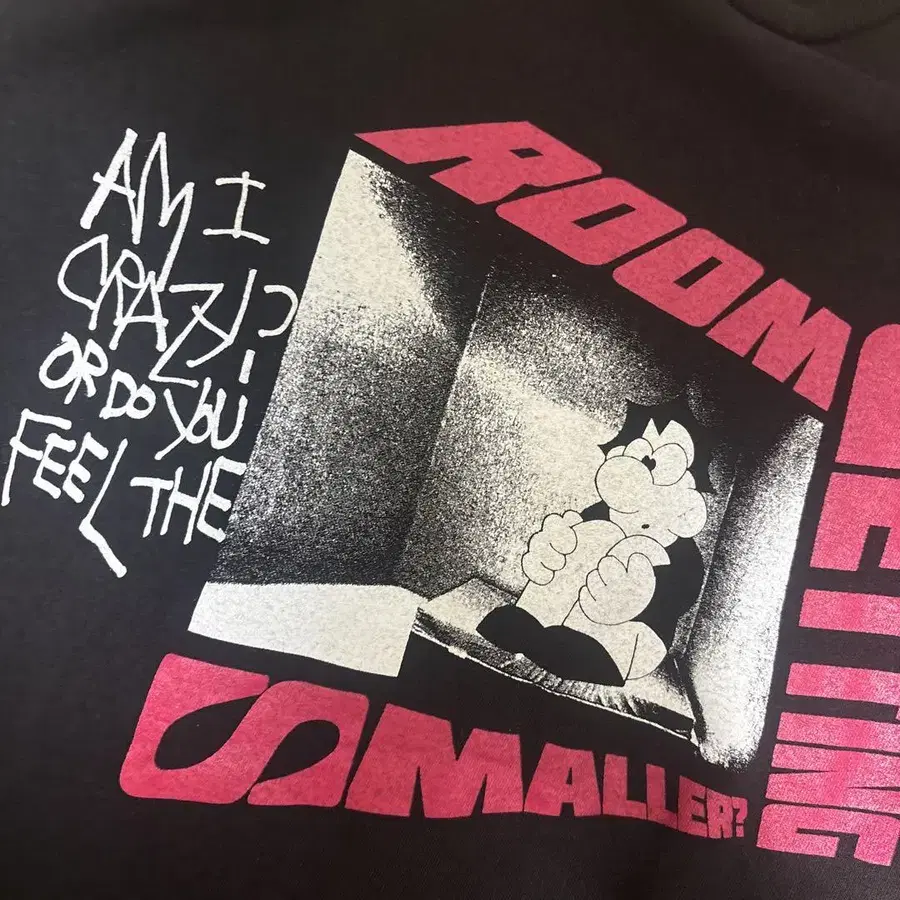 AM I
CRAZY?
OR DO YOU
FEEL THE
ROOM
GETTING
SMALLER?